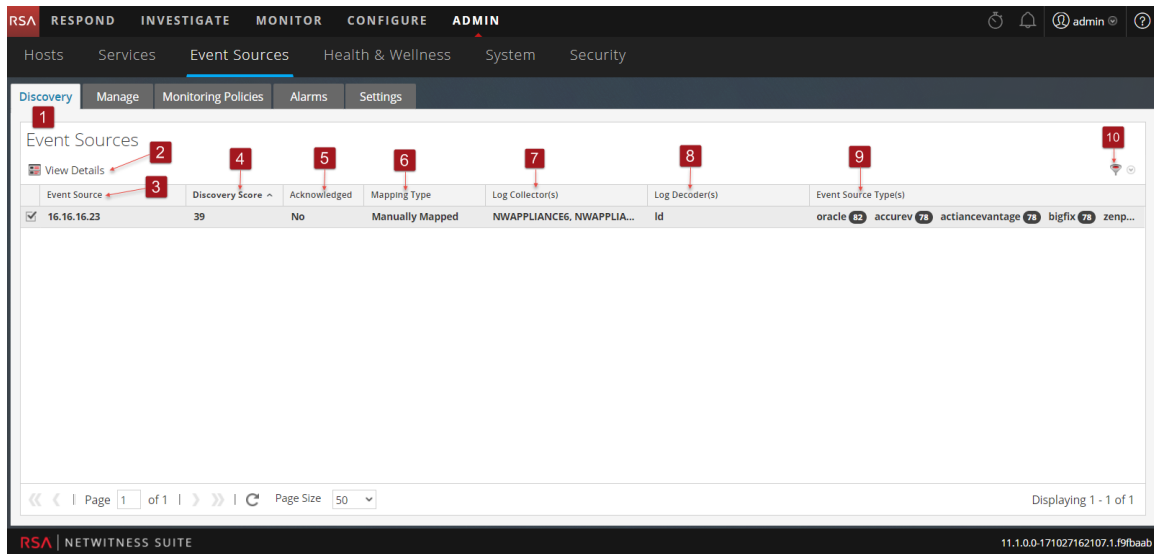 RSA RESPOND INVESTIGATE MONITOR CONFIGURE ADMIN admin ?
Hosts Services Event Sources Health & Wellness System Security
Discovery Manage Monitoring Policies Alarms Settings
1
Event Sources
10
2
View Details
3 4 5 6 7 8 9
Event Source Discovery Score Acknowledged Mapping Type Log Collector(s) Log Decoder(s) Event Source Type(s)
16.16.16.23 39 No Manually Mapped NWAPPLIANCE6, NWAPPLIA... ld oracle 82 accurev 78 actiancevantage 78 bigfix 78 zenp...
Page 1 of 1 Page Size 50 Displaying 1 - 1 of 1
RSA NETWITNESS SUITE 11.1.0.0-171027162107.1.f9fbaab